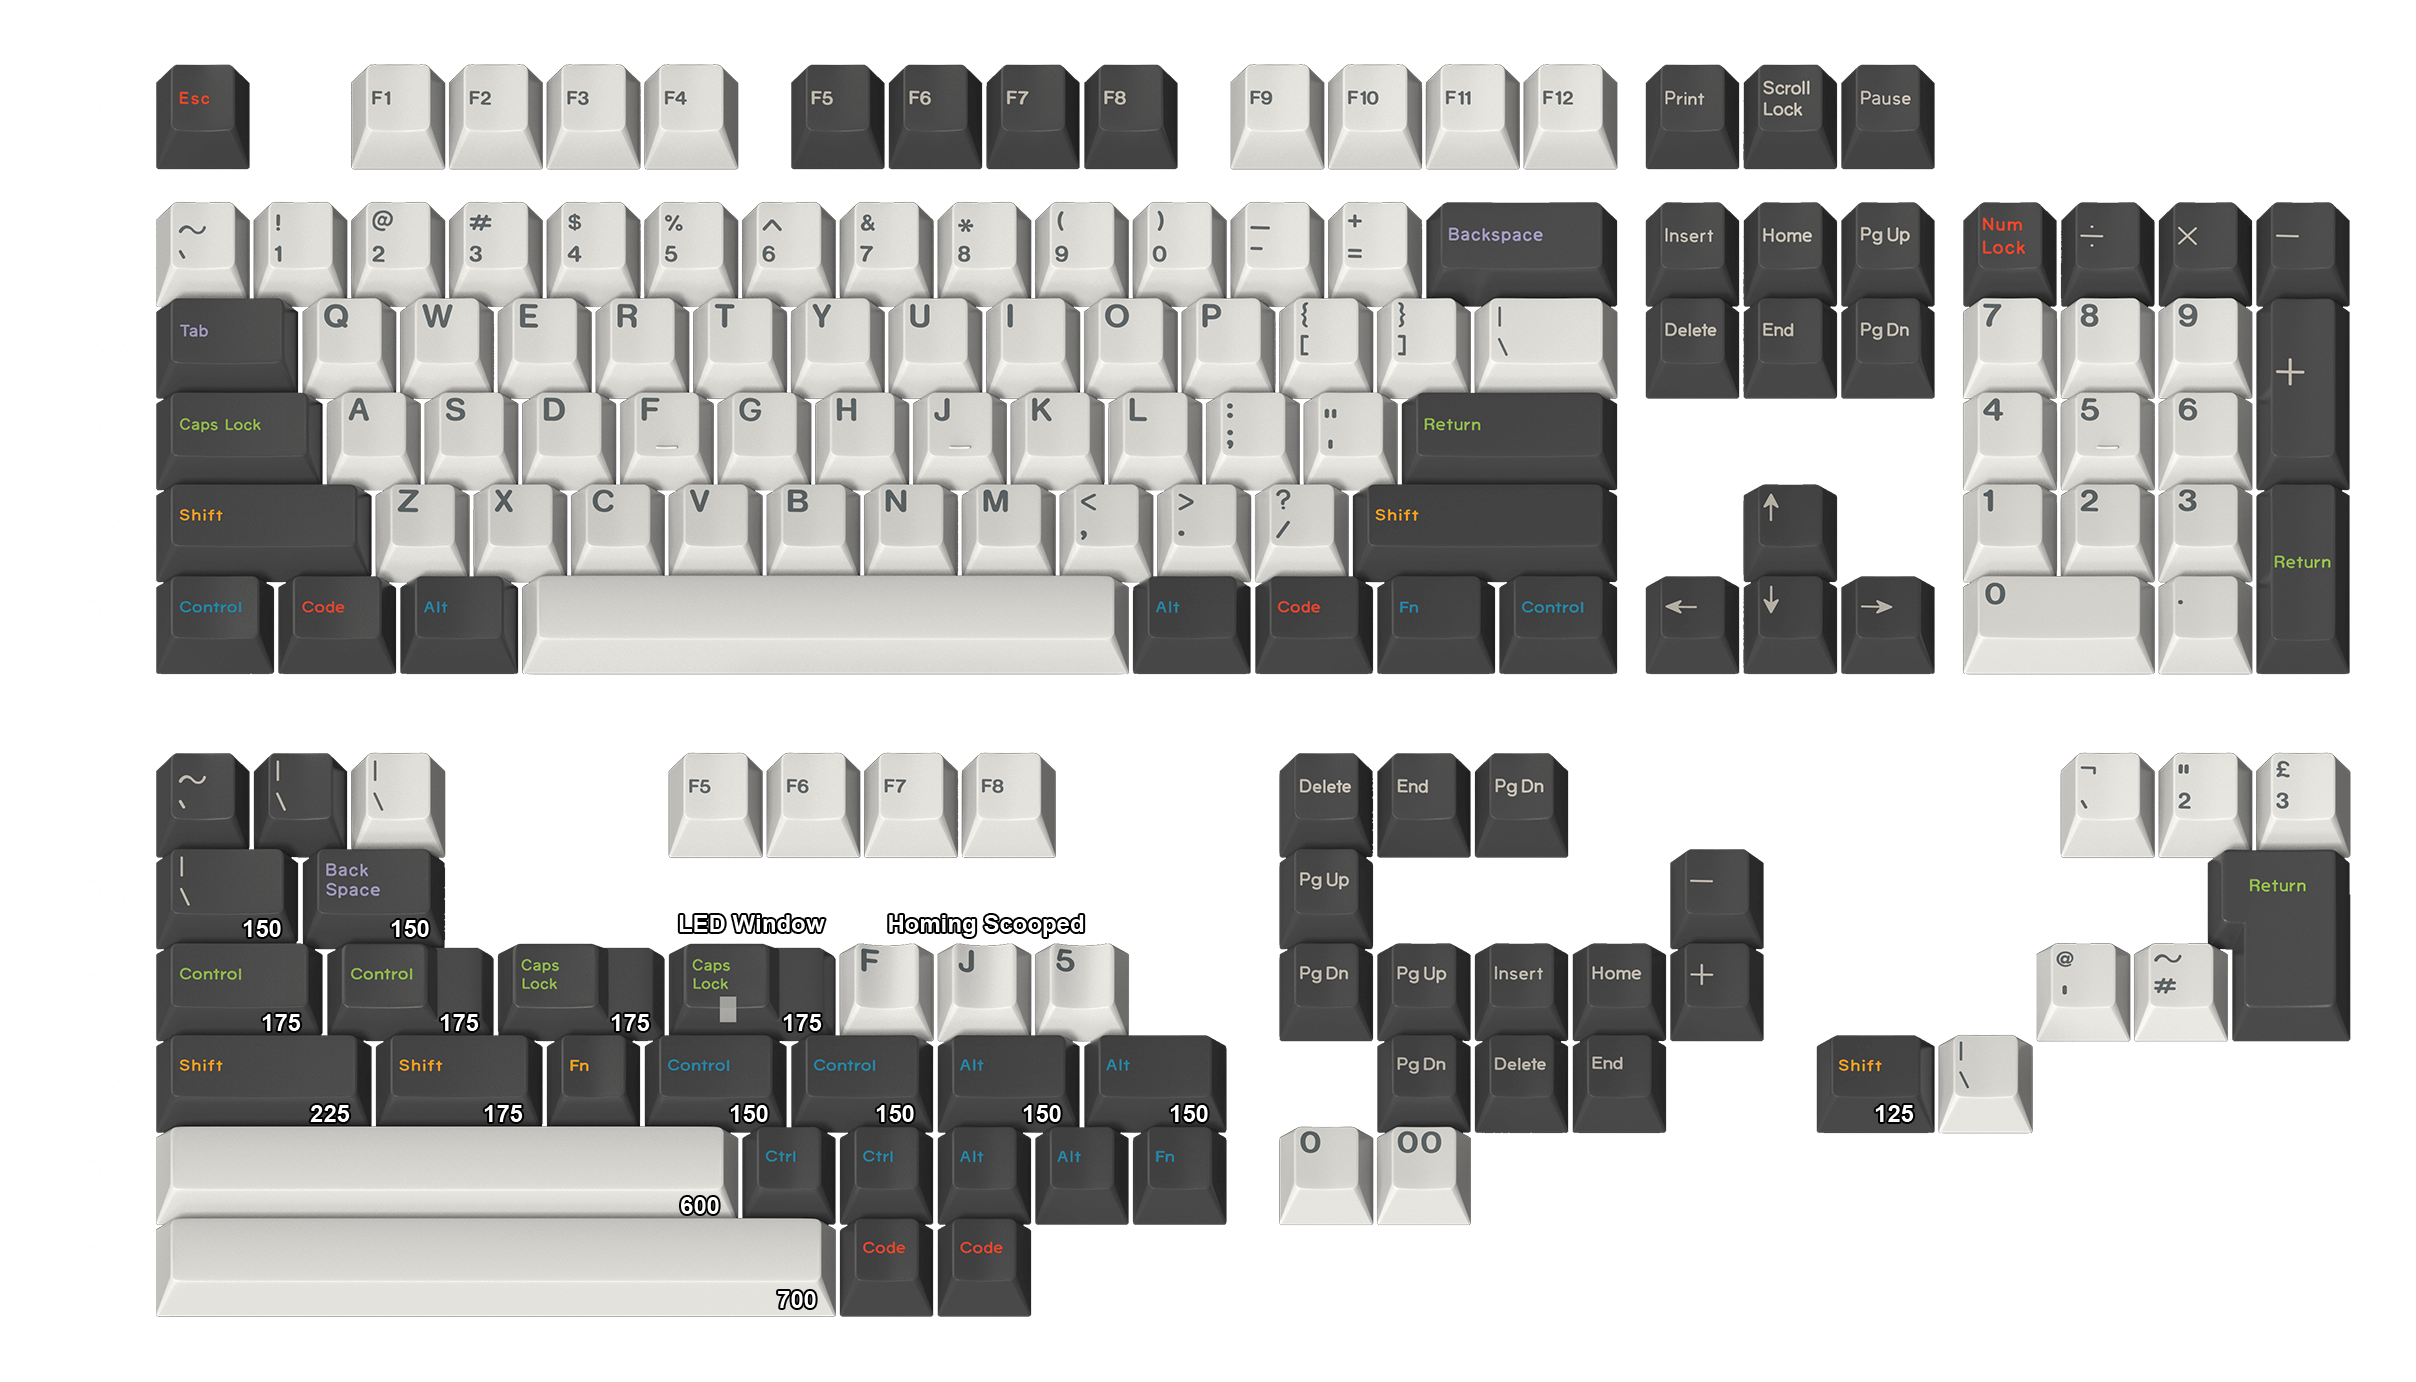 Esc F1 F2 F3 F4 F5 F6 F7 F8 F9 F10 F11 F12 Print Scroll Lock Pause
~ ! @ # $ % ^ & * ( ) — +
` 1 2 3 4 5 6 7 8 9 0 - = Backspace Insert Home Pg Up Num Lock ÷ × —
Tab Q W E R T Y U I O P { [ } ] | \ Delete End Pg Dn 7 8 9 +
Caps Lock A S D F G H J K L : ; " ' Return 4 5 6
Shift Z X C V B N M < , > . ? / Shift ↑ 1 2 3 Return
Control Code Alt Alt Code Fn Control ← ↓ → 0 .
~ ` | \ | \ F5 F6 F7 F8 Delete End Pg Dn ¬ ` " 2 £ 3
| \ 150 Back Space 150 Pg Up — Return
LED Window Homing Scooped
Control 175 Control 175 Caps Lock 175 Caps Lock 175 F J 5 Pg Dn Pg Up Insert Home + @ ' ~ #
Shift 225 Shift 175 Fn Control 150 Control 150 Alt 150 Alt 150 Pg Dn Delete End Shift 125 | \
600 Ctrl Ctrl Alt Alt Fn 0 00
700 Code Code